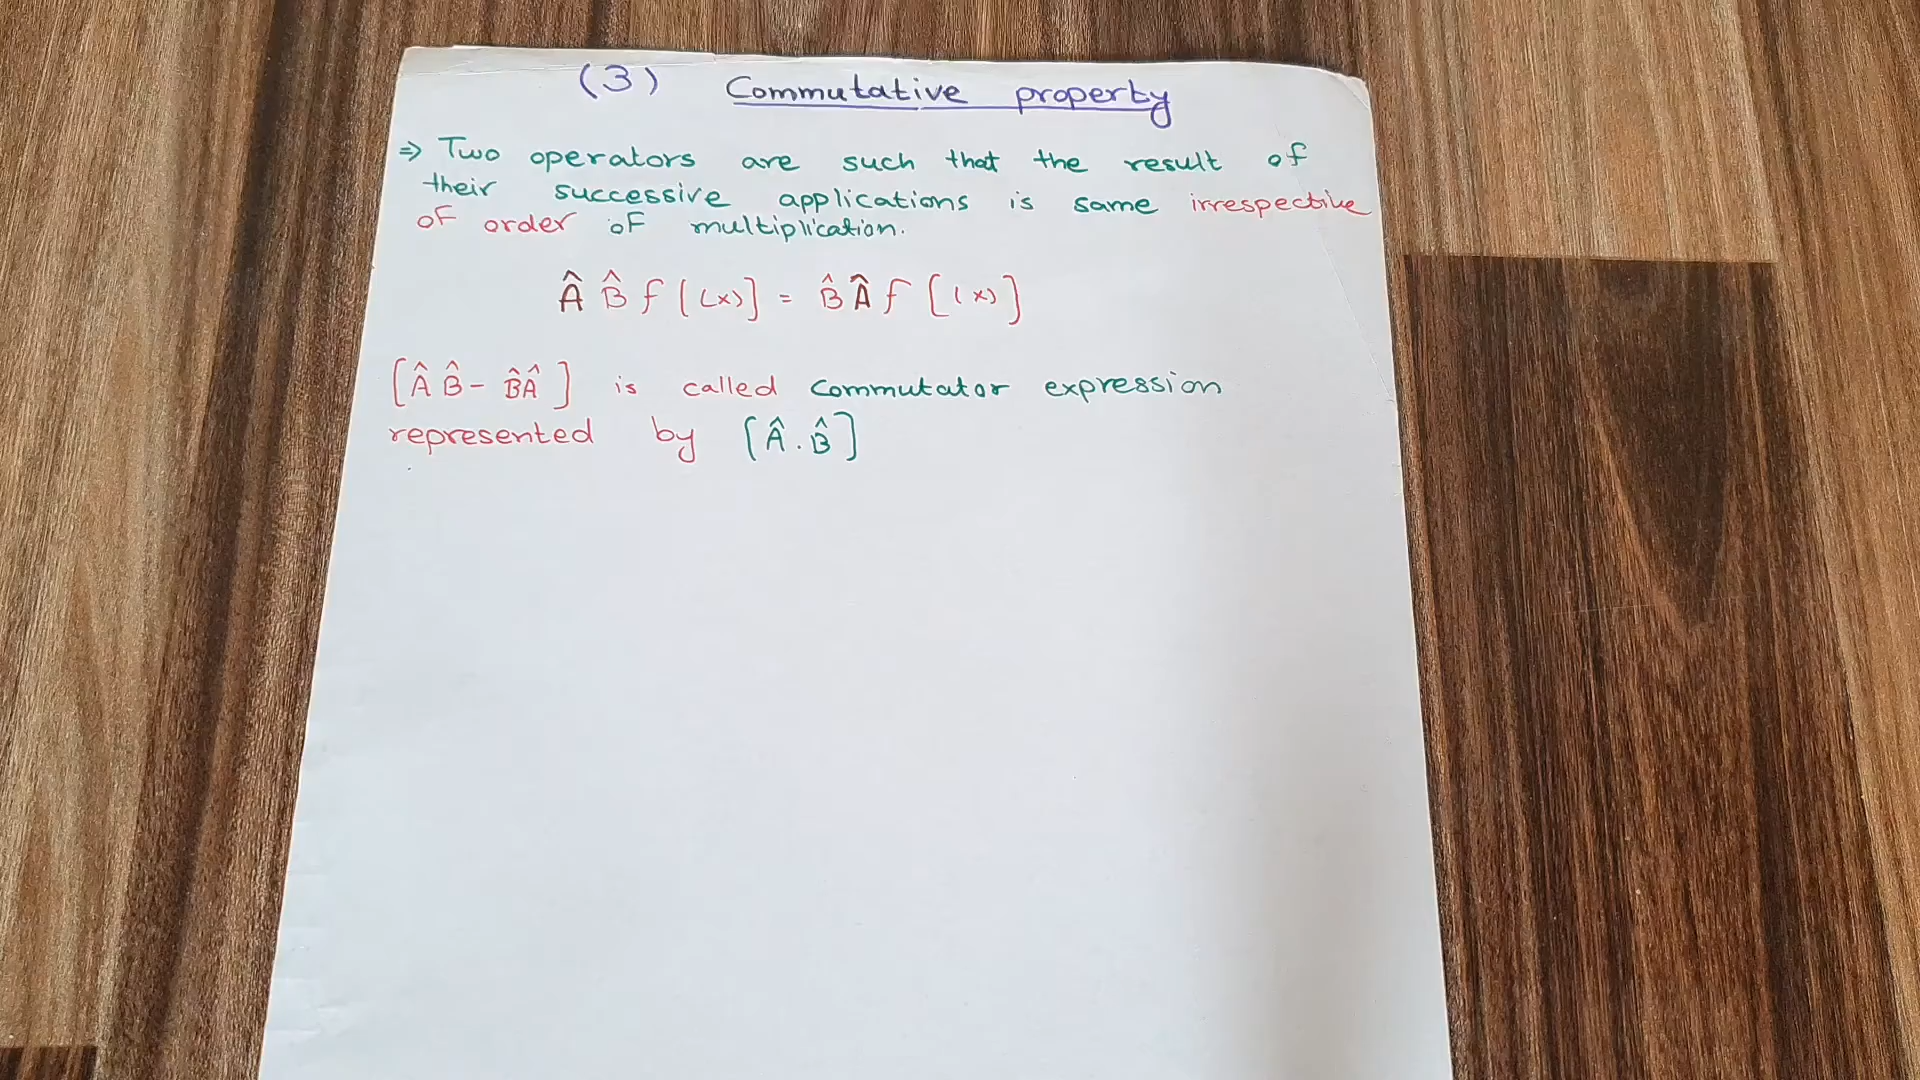 (3) Commutative property
⇒ Two operators are such that the result of
their successive applications is same irrespective
of order of multiplication.
Â B̂ f [(x)] = B̂ Â f [(x)]
[Â B̂ - B̂Â] is called commutator expression
represented by [Â . B̂]